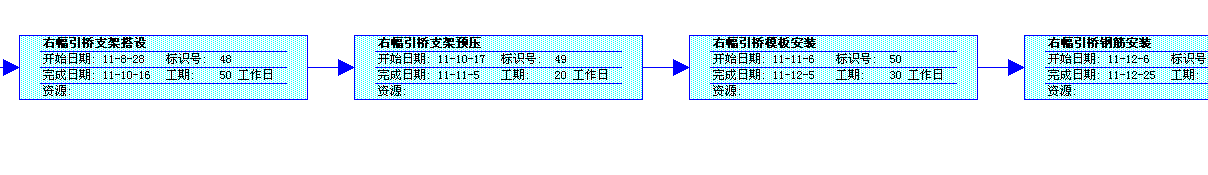 右幅引桥支架搭设
开始日期: 11-8-28 标识号: 48
完成日期: 11-10-16 工期: 50 工作日
资源:
右幅引桥支架预压
开始日期: 11-10-17 标识号: 49
完成日期: 11-11-5 工期: 20 工作日
资源:
右幅引桥模板安装
开始日期: 11-11-6 标识号: 50
完成日期: 11-12-5 工期: 30 工作日
资源:
右幅引桥钢筋安装
开始日期: 11-12-6 标识号
完成日期: 11-12-25 工期:
资源: